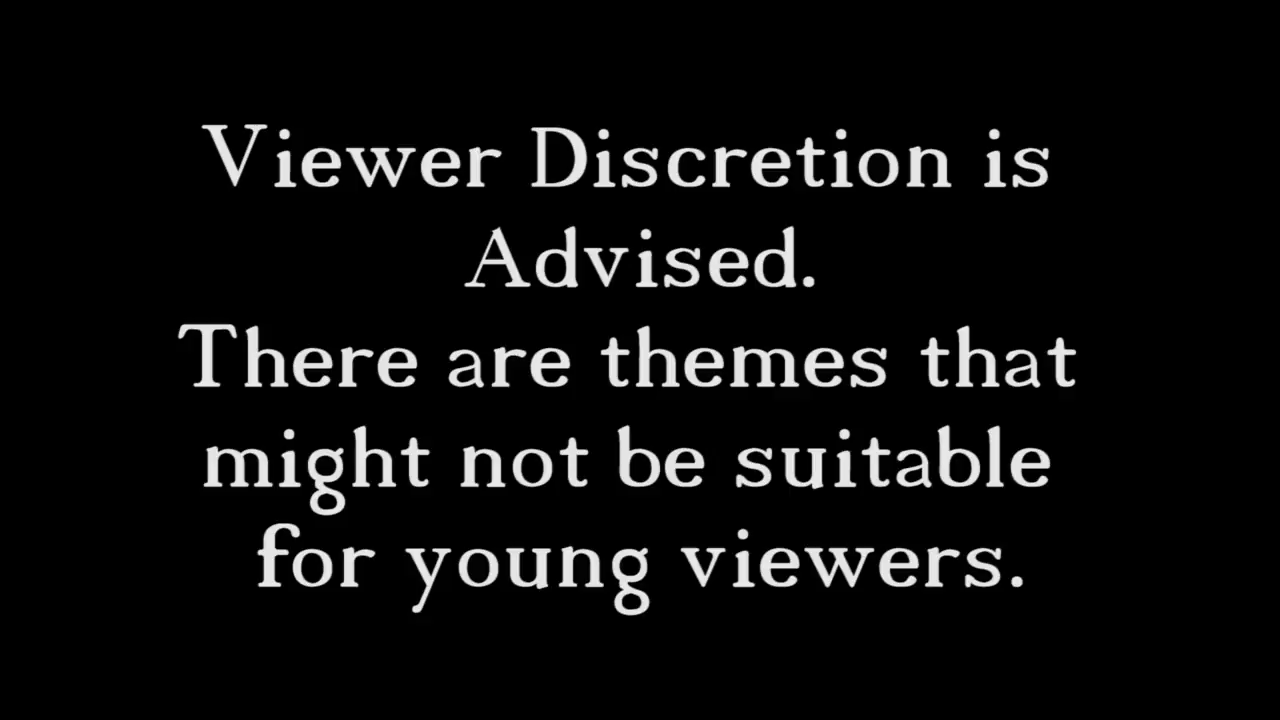 Viewer Discretion is
Advised.
There are themes that
might not be suitable
for young viewers.